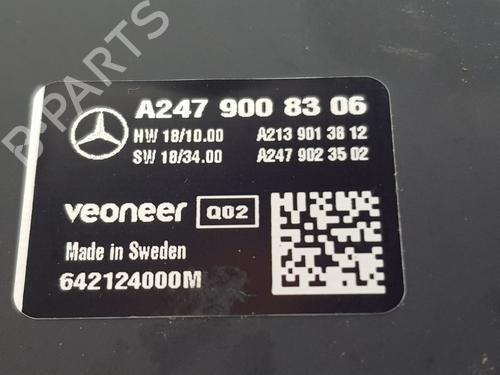 B-PARTS
A247 900 83 06
HW 18/10.00 A213 901 38 12
SW 18/34.00 A247 902 35 02
veoneer Q02
Made in Sweden
642124000M